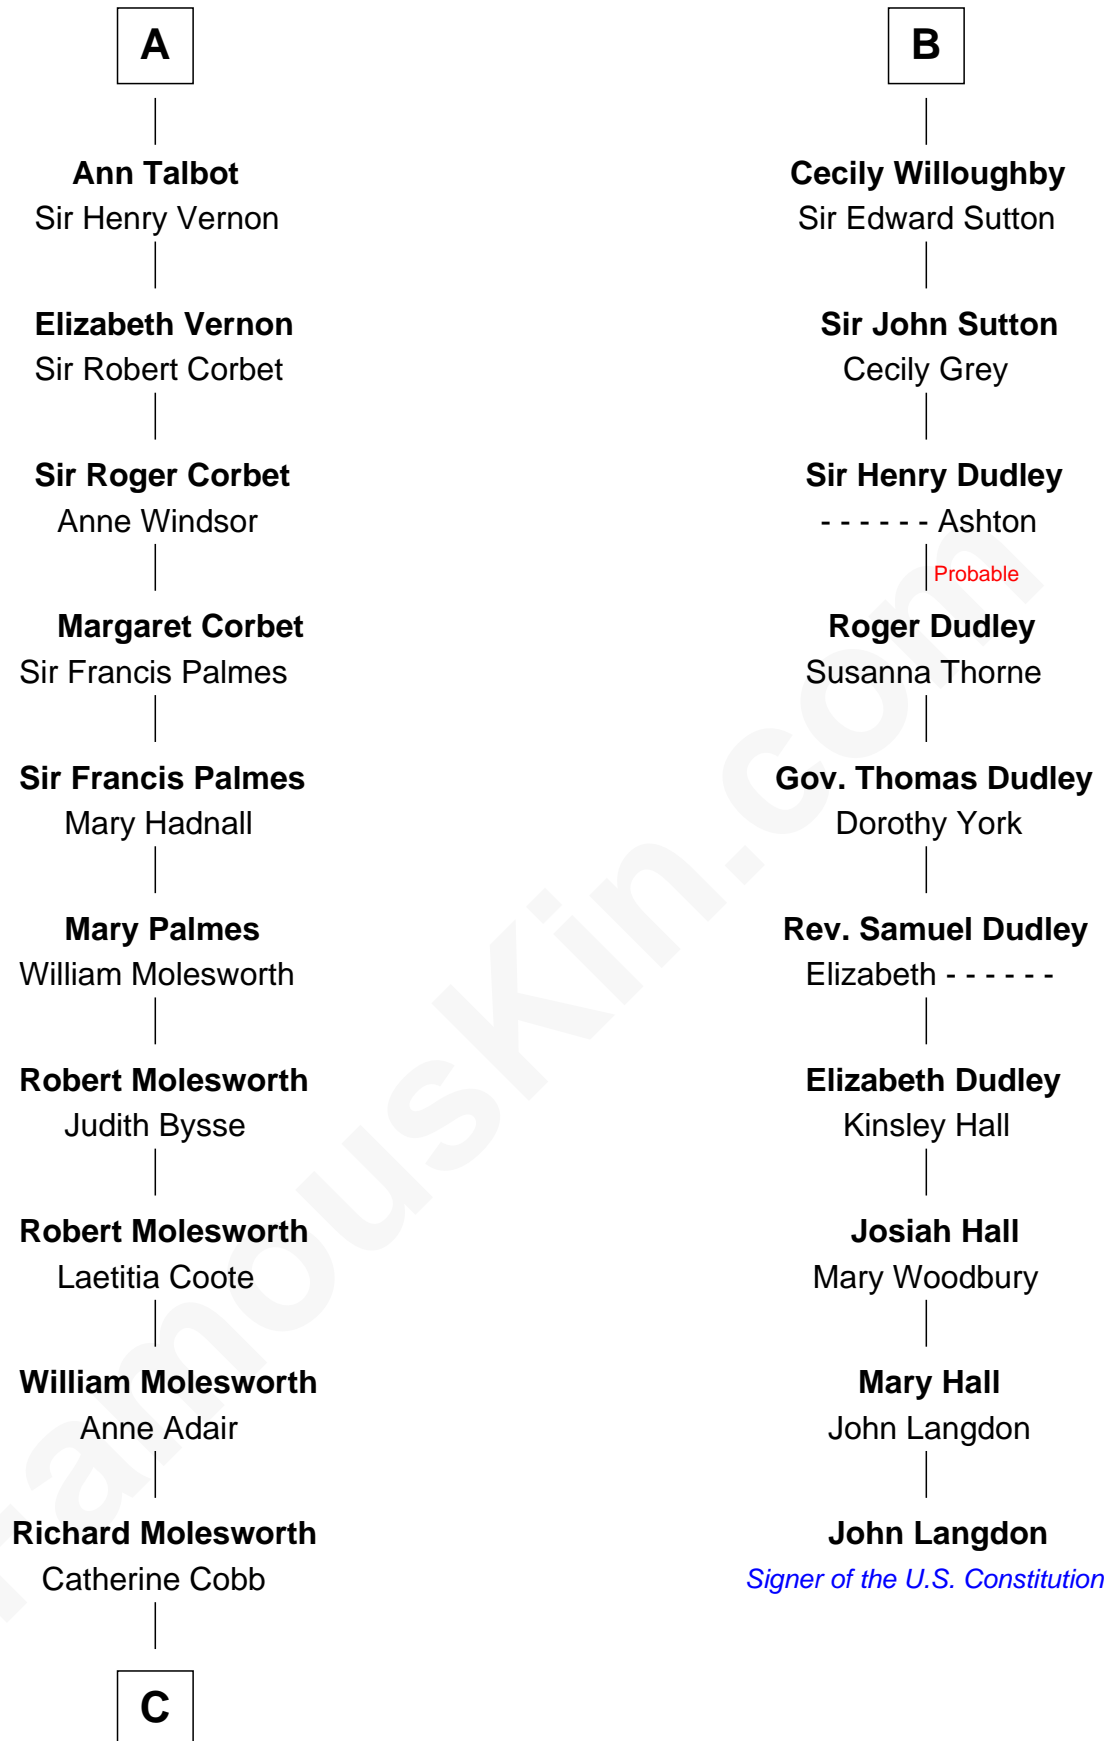 A
Ann Talbot
Sir Henry Vernon
Elizabeth Vernon
Sir Robert Corbet
Sir Roger Corbet
Anne Windsor
Margaret Corbet
Sir Francis Palmes
Sir Francis Palmes
Mary Hadnall
Mary Palmes
William Molesworth
Robert Molesworth
Judith Bysse
Robert Molesworth
Laetitia Coote
William Molesworth
Anne Adair
Richard Molesworth
Catherine Cobb
C
B
Cecily Willoughby
Sir Edward Sutton
Sir John Sutton
Cecily Grey
Sir Henry Dudley
- - - - - - Ashton
Probable
Roger Dudley
Susanna Thorne
Gov. Thomas Dudley
Dorothy York
Rev. Samuel Dudley
Elizabeth - - - - - -
Elizabeth Dudley
Kinsley Hall
Josiah Hall
Mary Woodbury
Mary Hall
John Langdon
John Langdon
Signer of the U.S. Constitution
FamousKin.com